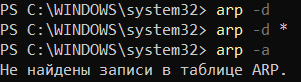 PS C:\WINDOWS\system32> arp -d
PS C:\WINDOWS\system32> arp -d *
PS C:\WINDOWS\system32> arp -a
Не найдены записи в таблице ARP.